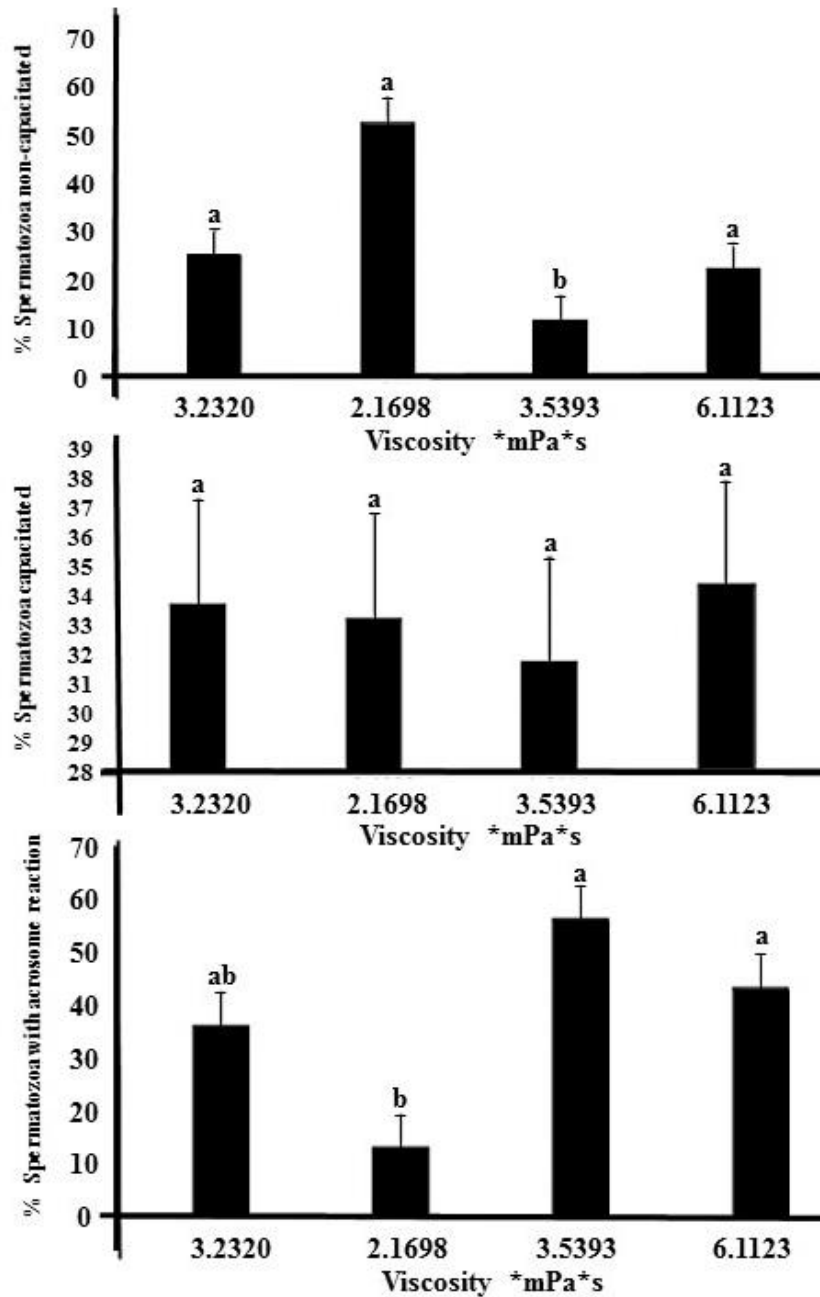 % Spermatozoa non-capacitated
70
60
50
40
30
20
10
0
a
a
b
a
3.2320 2.1698 3.5393 6.1123
Viscosity *mPa*s
% Spermatozoa capacitated
39
38
37
36
35
34
33
32
31
30
29
28
a
a
a
a
3.2320 2.1698 3.5393 6.1123
Viscosity *mPa*s
% Spermatozoa with acrosome reaction
70
60
50
40
30
20
10
0
ab
b
a
a
3.2320 2.1698 3.5393 6.1123
Viscosity *mPa*s